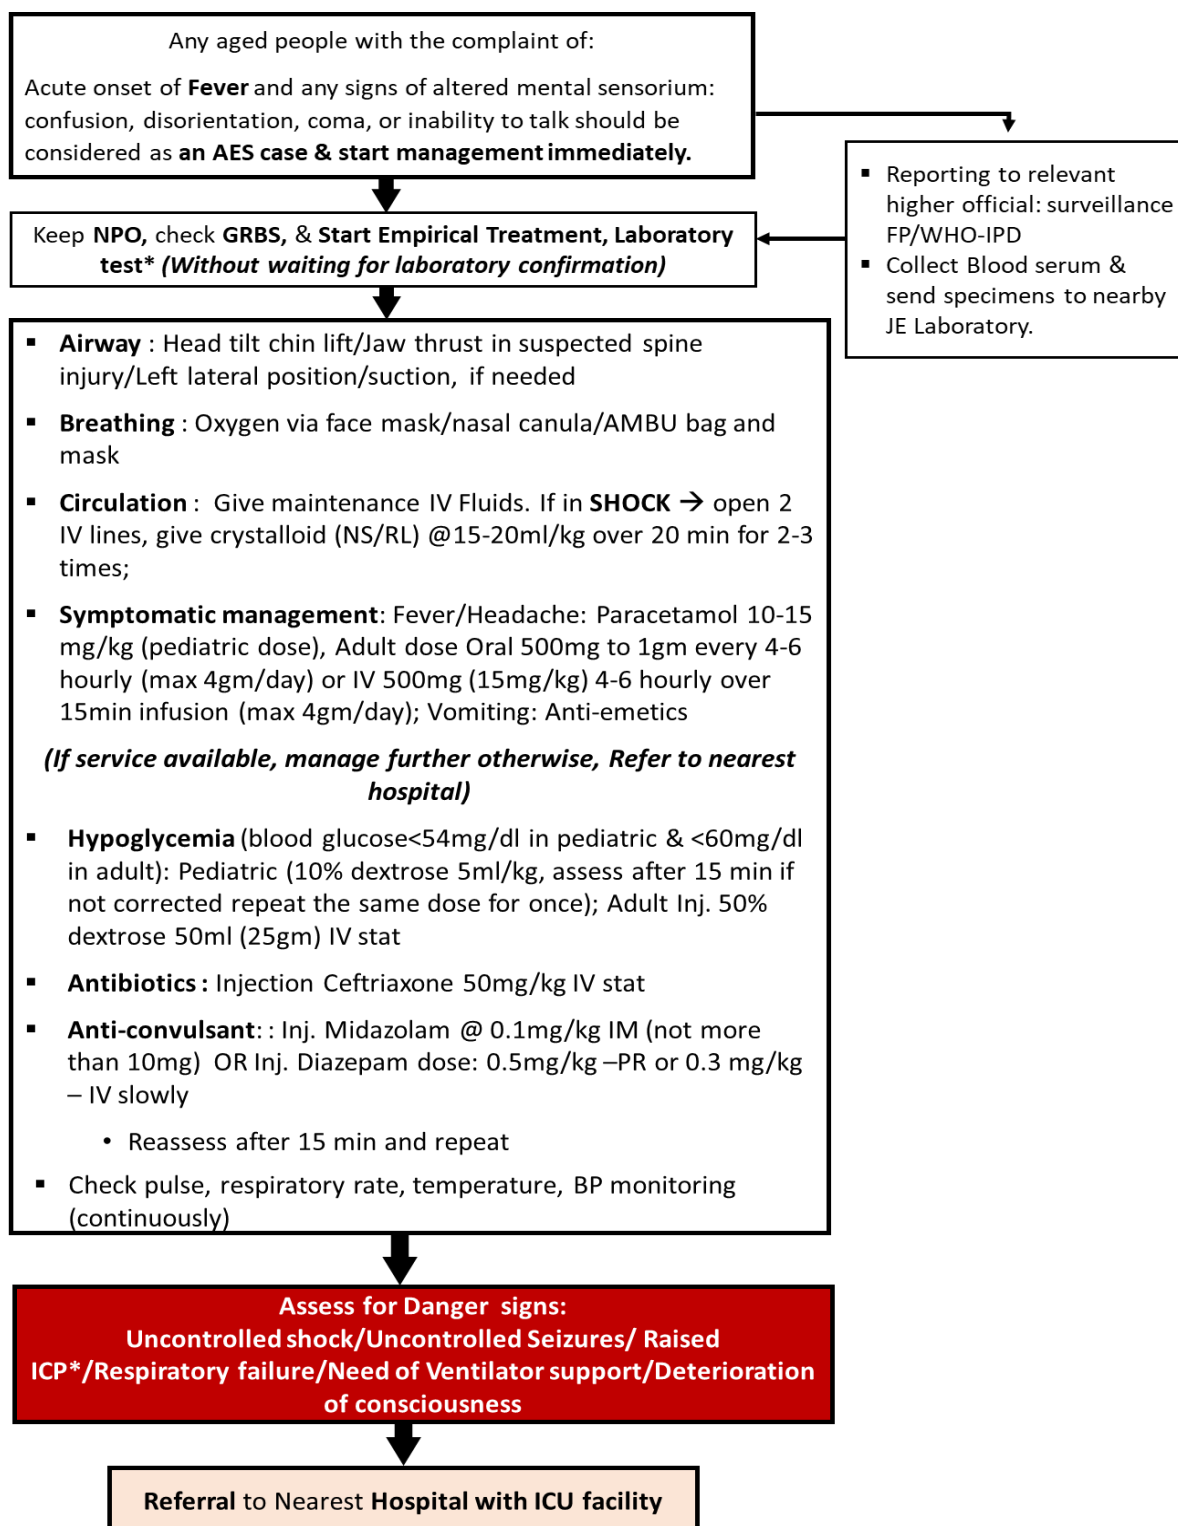 Any aged people with the complaint of:
Acute onset of Fever and any signs of altered mental sensorium:
confusion, disorientation, coma, or inability to talk should be
considered as an AES case & start management immediately.
▪ Reporting to relevant
higher official: surveillance
FP/WHO-IPD
▪ Collect Blood serum &
send specimens to nearby
JE Laboratory.
Keep NPO, check GRBS, & Start Empirical Treatment, Laboratory
test* (Without waiting for laboratory confirmation)
▪ Airway : Head tilt chin lift/Jaw thrust in suspected spine
injury/Left lateral position/suction, if needed
▪ Breathing : Oxygen via face mask/nasal canula/AMBU bag and
mask
▪ Circulation : Give maintenance IV Fluids. If in SHOCK → open 2
IV lines, give crystalloid (NS/RL) @15-20ml/kg over 20 min for 2-3
times;
▪ Symptomatic management: Fever/Headache: Paracetamol 10-15
mg/kg (pediatric dose), Adult dose Oral 500mg to 1gm every 4-6
hourly (max 4gm/day) or IV 500mg (15mg/kg) 4-6 hourly over
15min infusion (max 4gm/day); Vomiting: Anti-emetics
(If service available, manage further otherwise, Refer to nearest
hospital)
▪ Hypoglycemia (blood glucose<54mg/dl in pediatric & <60mg/dl
in adult): Pediatric (10% dextrose 5ml/kg, assess after 15 min if
not corrected repeat the same dose for once); Adult Inj. 50%
dextrose 50ml (25gm) IV stat
▪ Antibiotics : Injection Ceftriaxone 50mg/kg IV stat
▪ Anti-convulsant: : Inj. Midazolam @ 0.1mg/kg IM (not more
than 10mg) OR Inj. Diazepam dose: 0.5mg/kg –PR or 0.3 mg/kg
– IV slowly
• Reassess after 15 min and repeat
▪ Check pulse, respiratory rate, temperature, BP monitoring
(continuously)
Assess for Danger signs:
Uncontrolled shock/Uncontrolled Seizures/ Raised
ICP*/Respiratory failure/Need of Ventilator support/Deterioration
of consciousness
Referral to Nearest Hospital with ICU facility